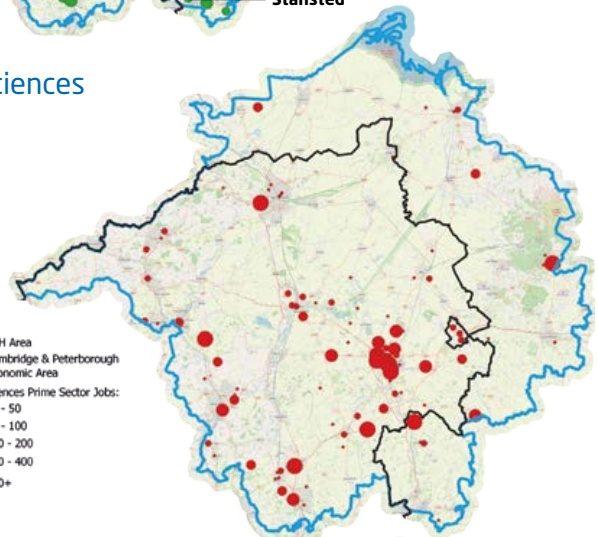 Stansted
ciences
H Area
mbridge & Peterborough
onomic Area
ences Prime Sector Jobs:
- 50
- 100
0 - 200
0 - 400
0+